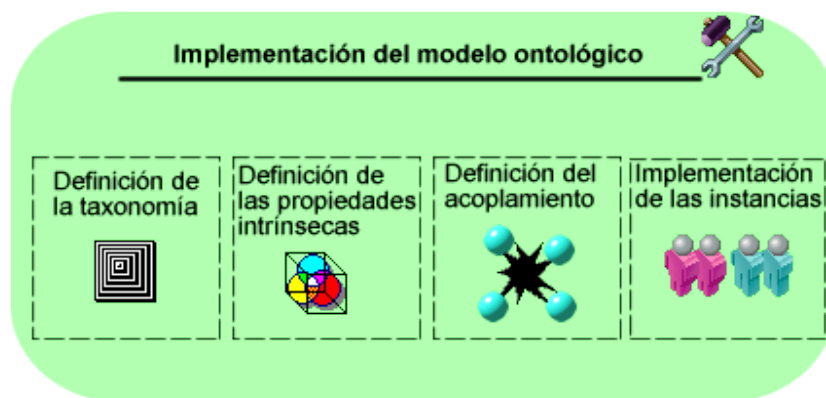 Implementación del modelo ontológico
Definición de
la taxonomía
Definición de
las propiedades
intrínsecas
Definición del
acoplamiento
Implementación
de las instancias